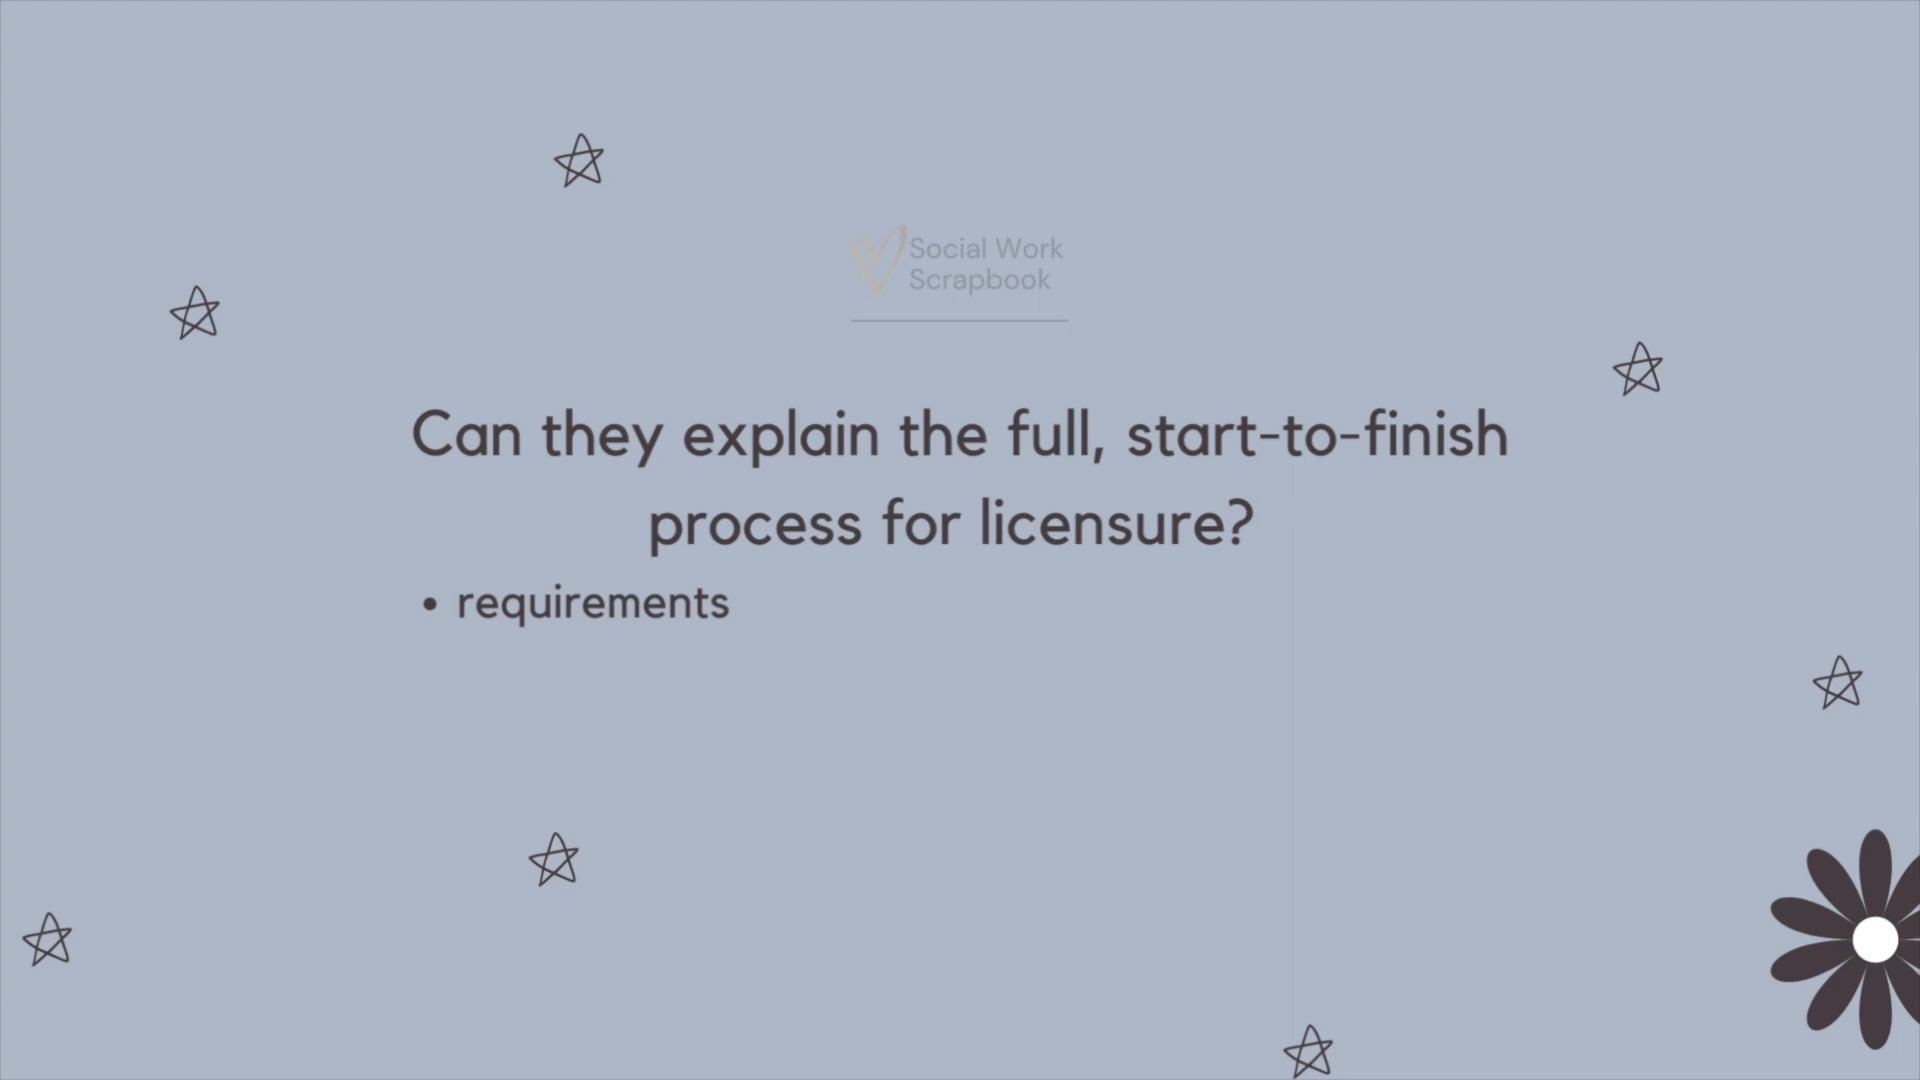 Social Work
Scrapbook
Can they explain the full, start-to-finish
process for licensure?
• requirements